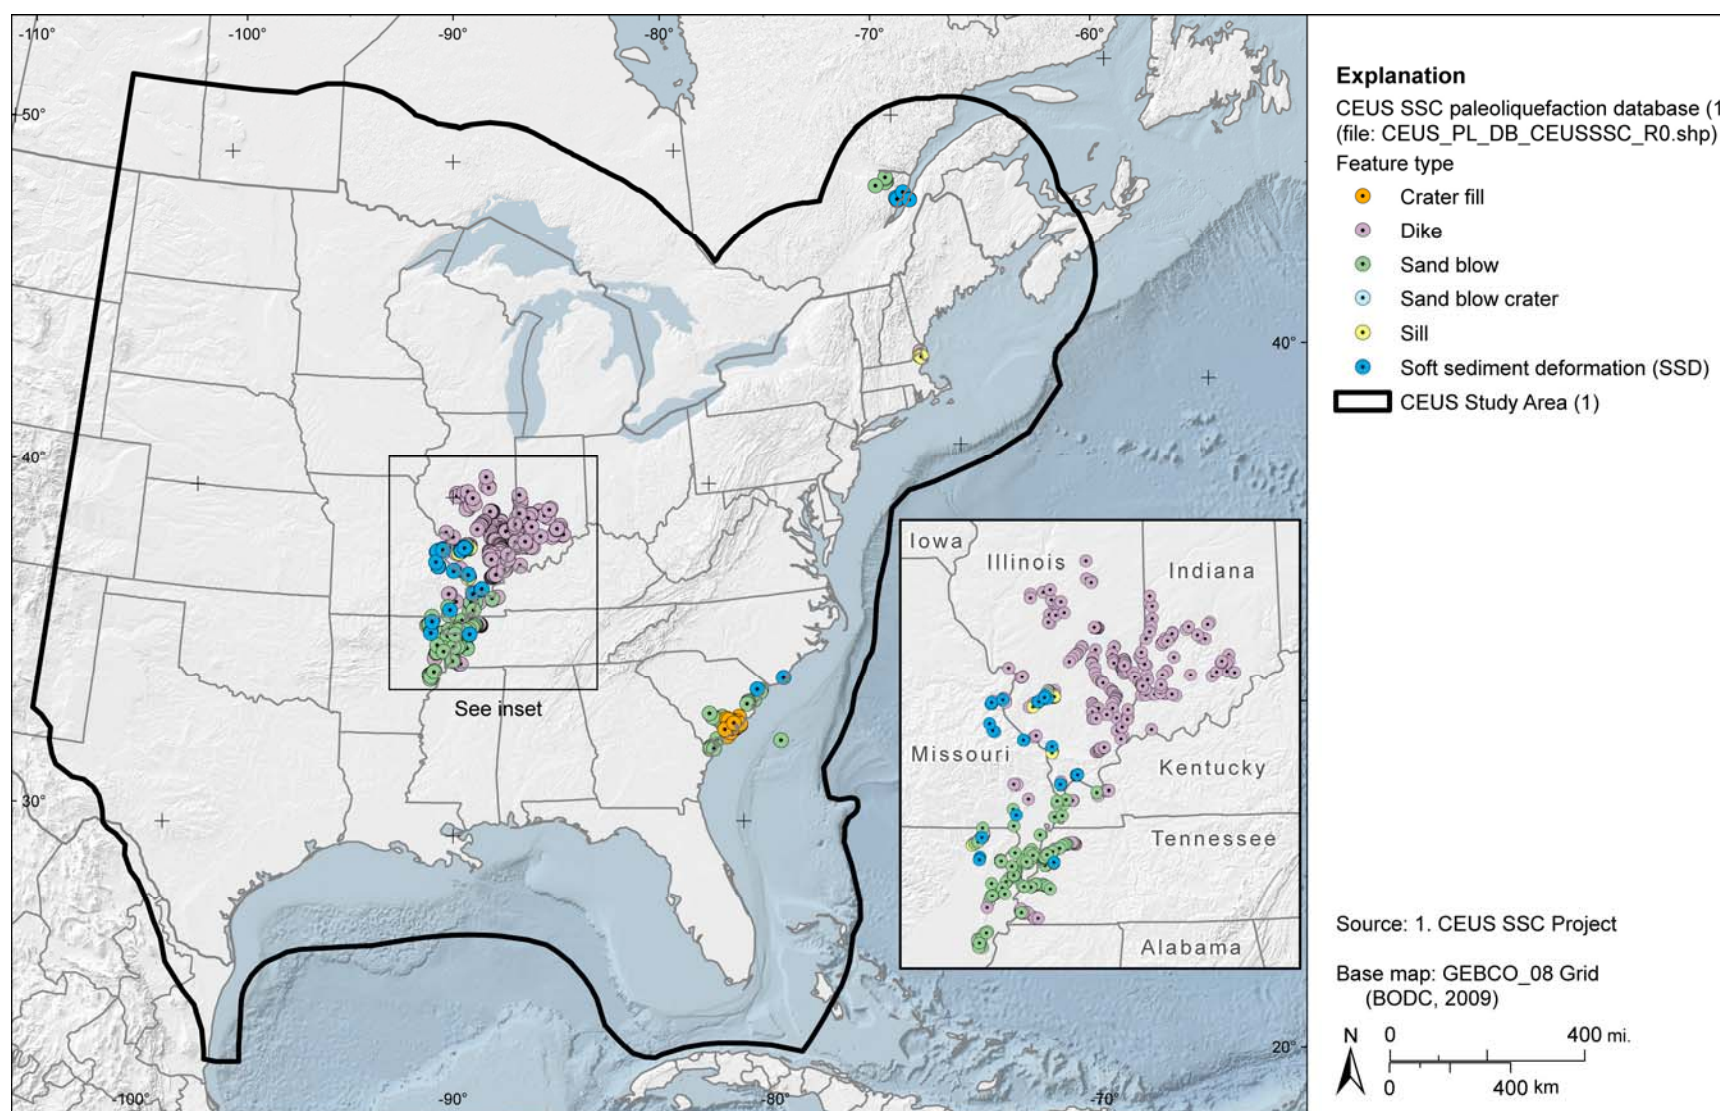 -110°
-100°
-90°
-80°
-70°
-60°
50°
40°
40°
30°
20°
-100°
-90°
-80°
-70°
See inset
Iowa
Illinois
Indiana
Missouri
Kentucky
Tennessee
Alabama
Explanation
CEUS SSC paleoliquefaction database (1
(file: CEUS_PL_DB_CEUSSSC_R0.shp)
Feature type
Crater fill
Dike
Sand blow
Sand blow crater
Sill
Soft sediment deformation (SSD)
CEUS Study Area (1)
Source: 1. CEUS SSC Project
Base map: GEBCO_08 Grid
(BODC, 2009)
N
0 400 mi.
0 400 km